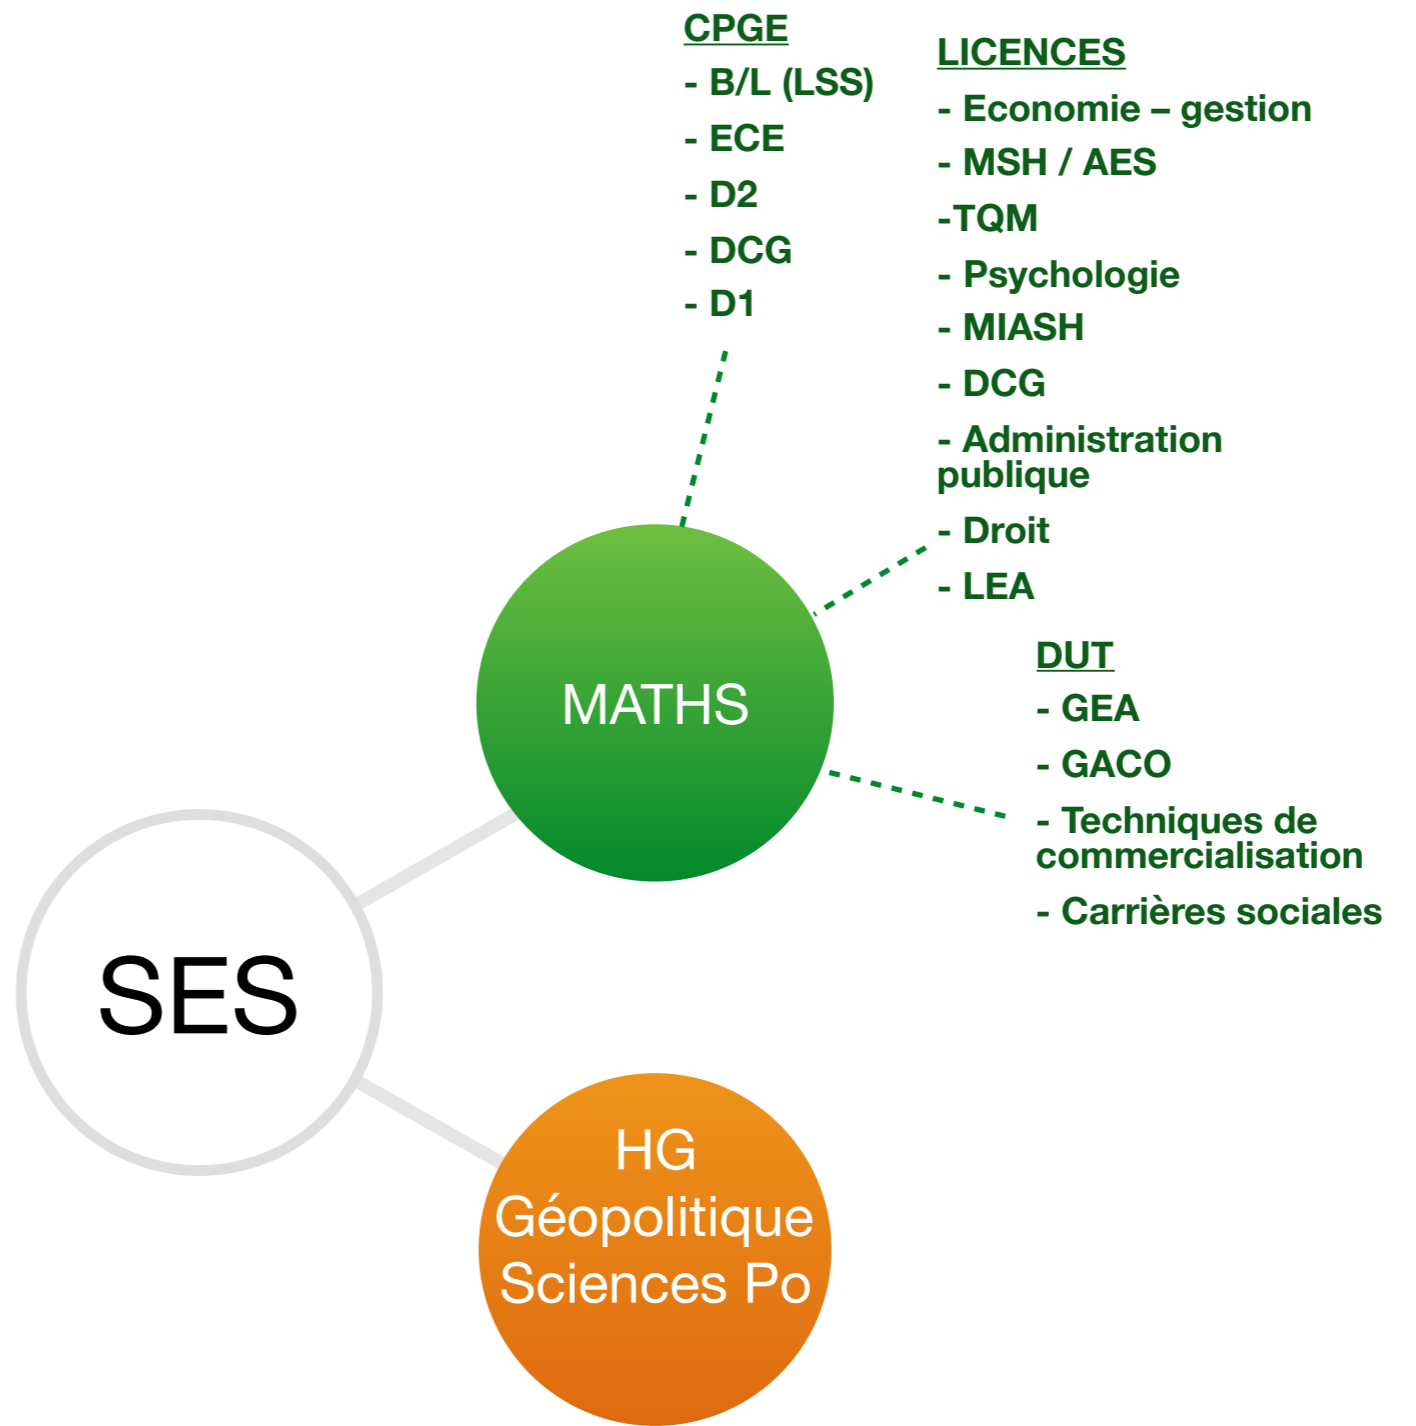 CPGE
- B/L (LSS)
- ECE
- D2
- DCG
- D1
LICENCES
- Economie – gestion
- MSH / AES
-TQM
- Psychologie
- MIASH
- DCG
- Administration
publique
- Droit
- LEA
DUT
- GEA
- GACO
- Techniques de
commercialisation
- Carrières sociales
MATHS
SES
HG
Géopolitique
Sciences Po